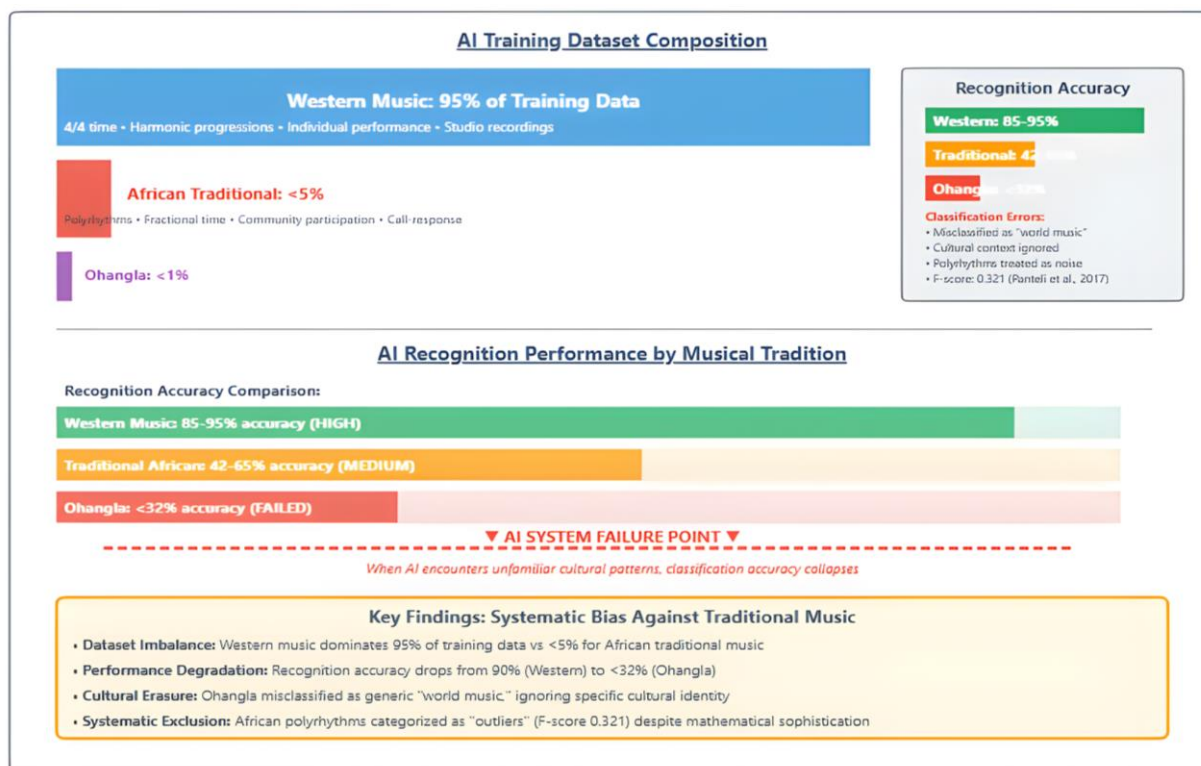 AI Training Dataset Composition
Western Music: 95% of Training Data
4/4 time • Harmonic progressions • Individual performance • Studio recordings
African Traditional: <5%
Polyrhythms • Fractional time • Community participation • Call-response
Ohangla: <1%
Recognition Accuracy
Western: 85-95%
Traditional: 42-65%
Ohangla: <32%
Classification Errors:
• Misclassified as "world music"
• Cultural context ignored
• Polyrhythms treated as noise
• F-score: 0.321 (Panteli et al., 2017)
AI Recognition Performance by Musical Tradition
Recognition Accuracy Comparison:
Western Music: 85-95% accuracy (HIGH)
Traditional African: 42-65% accuracy (MEDIUM)
Ohangla: <32% accuracy (FAILED)
▼ AI SYSTEM FAILURE POINT ▼
When AI encounters unfamiliar cultural patterns, classification accuracy collapses
Key Findings: Systematic Bias Against Traditional Music
• Dataset Imbalance: Western music dominates 95% of training data vs <5% for African traditional music
• Performance Degradation: Recognition accuracy drops from 90% (Western) to <32% (Ohangla)
• Cultural Erasure: Ohangla misclassified as generic "world music," ignoring specific cultural identity
• Systematic Exclusion: African polyrhythms categorized as "outliers" (F-score 0.321) despite mathematical sophistication